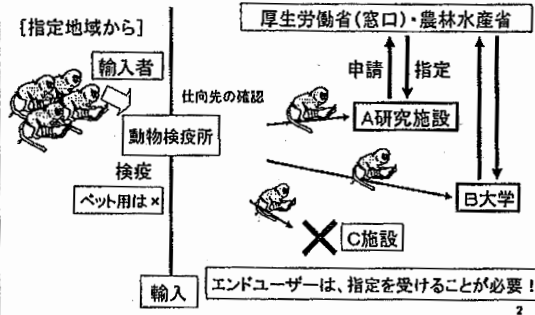 厚生労働省(窓口)・農林水産省
[指定地域から]
輸入者
申請
指定
仕向先の確認
A研究施設
動物検疫所
検疫
ペット用は×
B大学
C施設
輸入
エンドユーザーは、指定を受けることが必要!
2